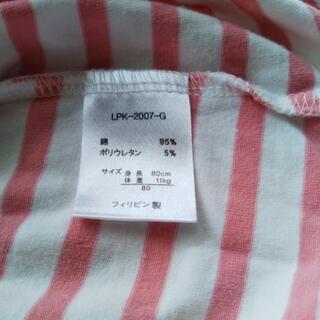 LPK-2007-G
綿 95%
ポリウレタン 5%
サイズ 身長 80cm
体重 11kg
80
フィリピン製